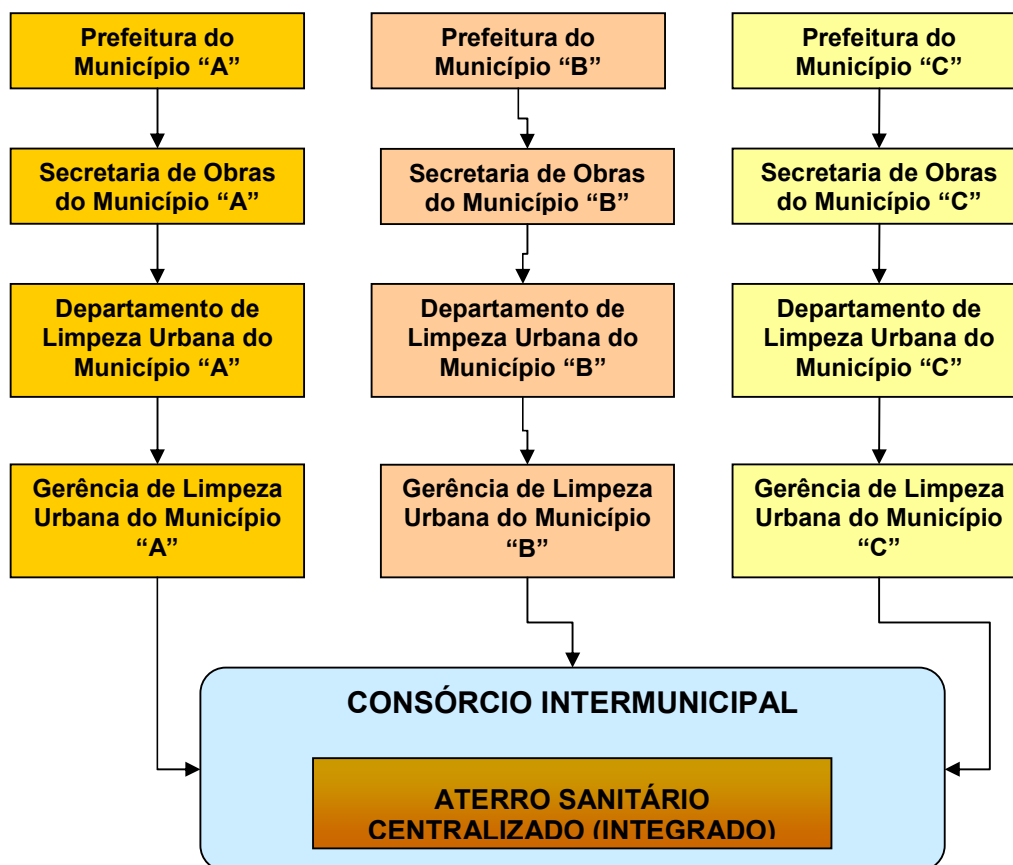 Prefeitura do
Município “A”
Prefeitura do
Município “B”
Prefeitura do
Município “C”
Secretaria de Obras
do Município “A”
Secretaria de Obras
do Município “B”
Secretaria de Obras
do Município “C”
Departamento de
Limpeza Urbana do
Município “A”
Departamento de
Limpeza Urbana do
Município “B”
Departamento de
Limpeza Urbana do
Município “C”
Gerência de Limpeza
Urbana do Município
“A”
Gerência de Limpeza
Urbana do Município
“B”
Gerência de Limpeza
Urbana do Município
“C”
CONSÓRCIO INTERMUNICIPAL
ATERRO SANITÁRIO
CENTRALIZADO (INTEGRADO)